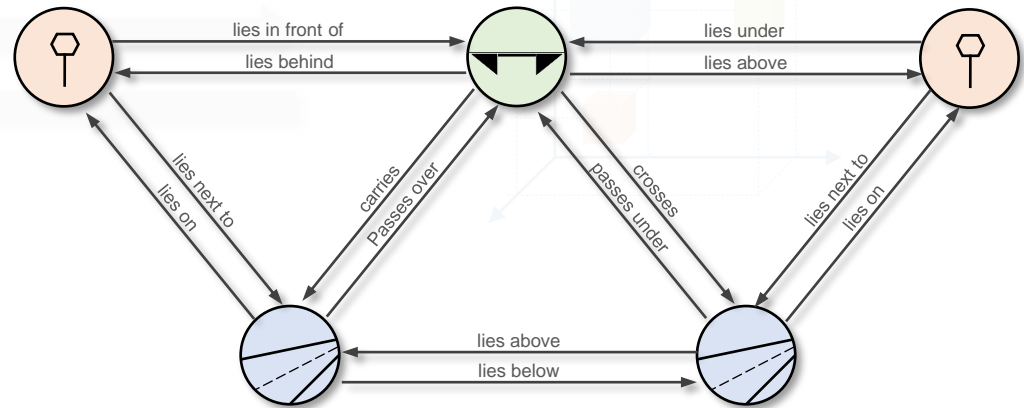 lies in front of
lies behind
lies under
lies above
lies next to
lies on
carries
Passes over
crosses
passes under
lies next to
lies on
lies above
lies below